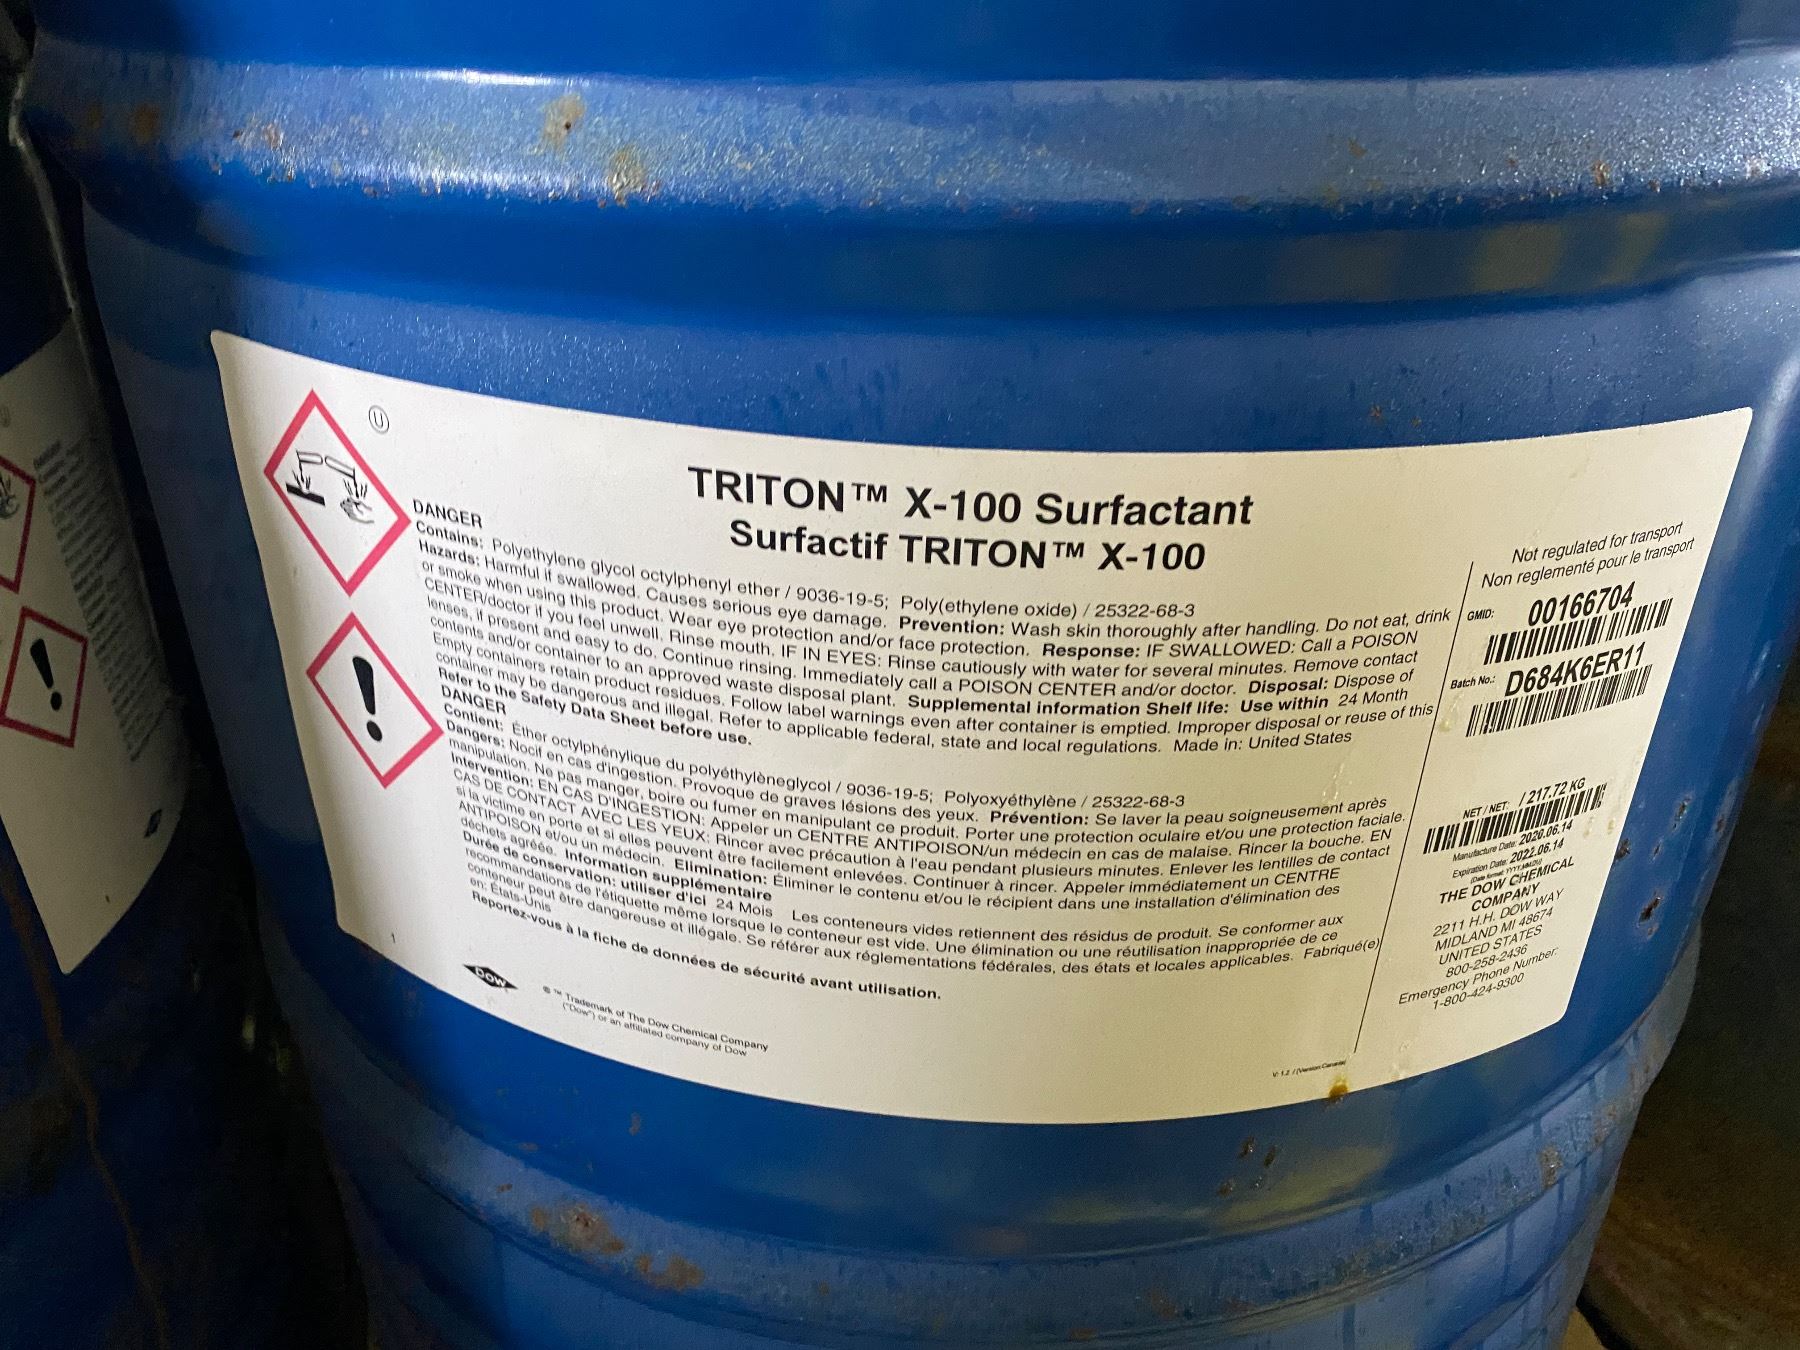 U
TRITON™ X-100 Surfactant
Surfactif TRITON™ X-100
DANGER
Contains: Polyethylene glycol octylphenyl ether / 9036-19-5; Poly(ethylene oxide) / 25322-68-3
Hazards: Harmful if swallowed. Causes serious eye damage. Prevention: Wash skin thoroughly after handling. Do not eat, drink
or smoke when using this product. Wear eye protection and/or face protection. Response: IF SWALLOWED: Call a POISON
CENTER/doctor if you feel unwell. Rinse mouth. IF IN EYES: Rinse cautiously with water for several minutes. Remove contact
lenses, if present and easy to do. Continue rinsing. Immediately call a POISON CENTER and/or doctor. Disposal: Dispose of
contents and/or container to an approved waste disposal plant. Supplemental information Shelf life: Use within 24 Month
Empty containers retain product residues. Follow label warnings even after container is emptied. Improper disposal or reuse of this
container may be dangerous and illegal. Refer to applicable federal, state and local regulations. Made in: United States
Refer to the Safety Data Sheet before use.
DANGER
Contient: Éther octylphénylique du polyéthylèneglycol / 9036-19-5; Polyoxyéthylène / 25322-68-3
Dangers: Nocif en cas d'ingestion. Provoque de graves lésions des yeux. Prévention: Se laver la peau soigneusement après
manipulation. Ne pas manger, boire ou fumer en manipulant ce produit. Porter une protection oculaire et/ou une protection faciale.
Intervention: EN CAS D'INGESTION: Appeler un CENTRE ANTIPOISON/un médecin en cas de malaise. Rincer la bouche. EN
CAS DE CONTACT AVEC LES YEUX: Rincer avec précaution à l'eau pendant plusieurs minutes. Enlever les lentilles de contact
si la victime en porte et si elles peuvent être facilement enlevées. Continuer à rincer. Appeler immédiatement un CENTRE
ANTIPOISON et/ou un médecin. Elimination: Éliminer le contenu et/ou le récipient dans une installation d'élimination des
déchets agréée. Information supplémentaire
Durée de conservation: utiliser d'ici 24 Mois Les conteneurs vides retiennent des résidus de produit. Se conformer aux
recommandations de l'étiquette même lorsque le conteneur est vide. Une élimination ou une réutilisation inappropriée de ce
conteneur peut être dangereuse et illégale. Se référer aux réglementations fédérales, des états et locales applicables. Fabriqué(e)
en: États-Unis
Reportez-vous à la fiche de données de sécurité avant utilisation.
1
Dow
® ™ Trademark of The Dow Chemical Company
("Dow") or an affiliated company of Dow
Not regulated for transport
Non reglementé pour le transport
GMID: 00166704
Batch No.: D684K6ER11
NET / NET: / 217.72 KG
Manufacture Date: 2020.06.14
Expiration Date: 2022.06.14
THE DOW CHEMICAL
COMPANY
2211 H.H. DOW WAY
MIDLAND MI 48674
UNITED STATES
800-258-2436
Emergency Phone Number:
1-800-424-9300
V: 1.2